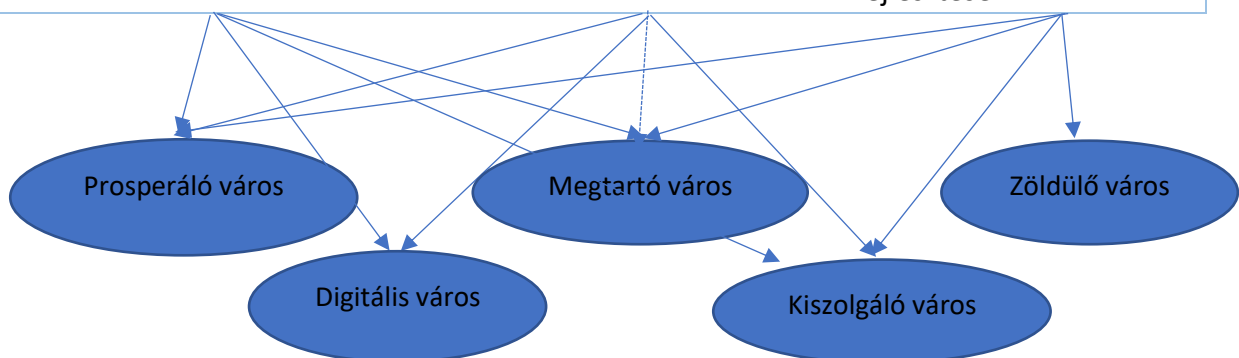 Prosperáló város
Megtartó város
Zöldülő város
Digitális város
Kiszolgáló város